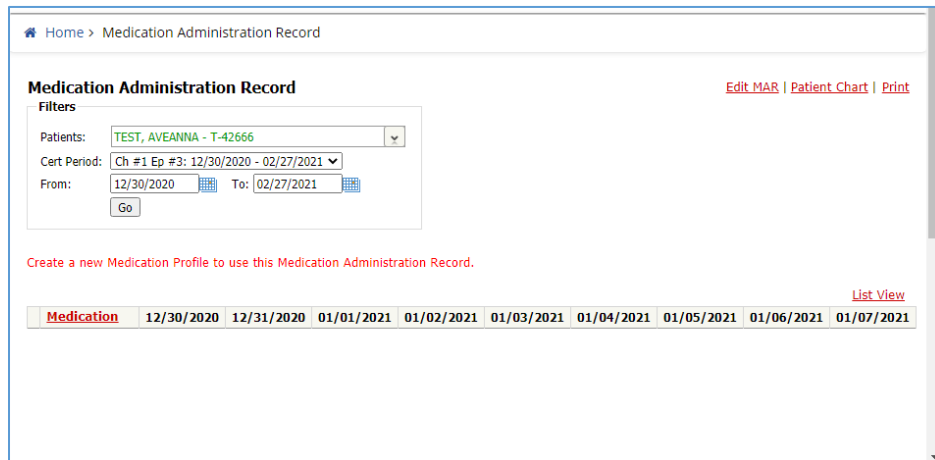 Home > Medication Administration Record
Medication Administration Record
Edit MAR | Patient Chart | Print
Filters
Patients: TEST, AVEANNA - T-42666
Cert Period: Ch #1 Ep #3: 12/30/2020 - 02/27/2021
From: 12/30/2020 To: 02/27/2021
Go
Create a new Medication Profile to use this Medication Administration Record.
List View
Medication 12/30/2020 12/31/2020 01/01/2021 01/02/2021 01/03/2021 01/04/2021 01/05/2021 01/06/2021 01/07/2021